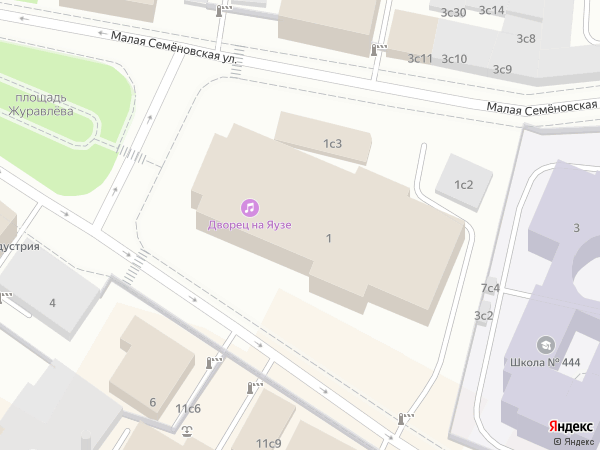 3с30
3с14
3с8
Малая Семёновская ул.
3с11
3с10
3с9
площадь
Журавлёва
Малая Семёновская
1с3
1с2
Дворец на Яузе
1
3
дустрия
4
7с4
3с2
Школа № 444
6
11с6
11с9
Яндекс
© Яндекс